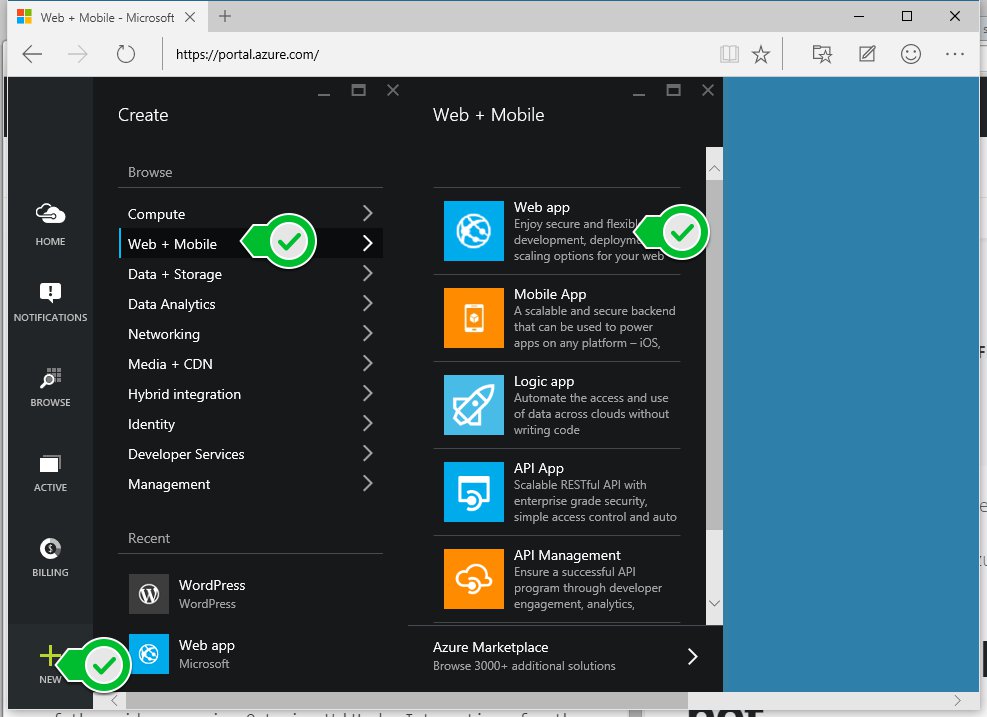 Web + Mobile - Microsoft
https://portal.azure.com/
HOME
NOTIFICATIONS
BROWSE
ACTIVE
BILLING
NEW
Create
Browse
Compute
Web + Mobile
Data + Storage
Data Analytics
Networking
Media + CDN
Hybrid integration
Identity
Developer Services
Management
Recent
WordPress
WordPress
Web app
Microsoft
Web + Mobile
Web app
Enjoy secure and flexible
development, deployment
scaling options for your web
Mobile App
A scalable and secure backend
that can be used to power
apps on any platform – iOS,
Logic app
Automate the access and use
of data across clouds without
writing code
API App
Scalable RESTful API with
enterprise grade security,
simple access control and auto
API Management
Ensure a successful API
program through developer
engagement, analytics,
Azure Marketplace
Browse 3000+ additional solutions